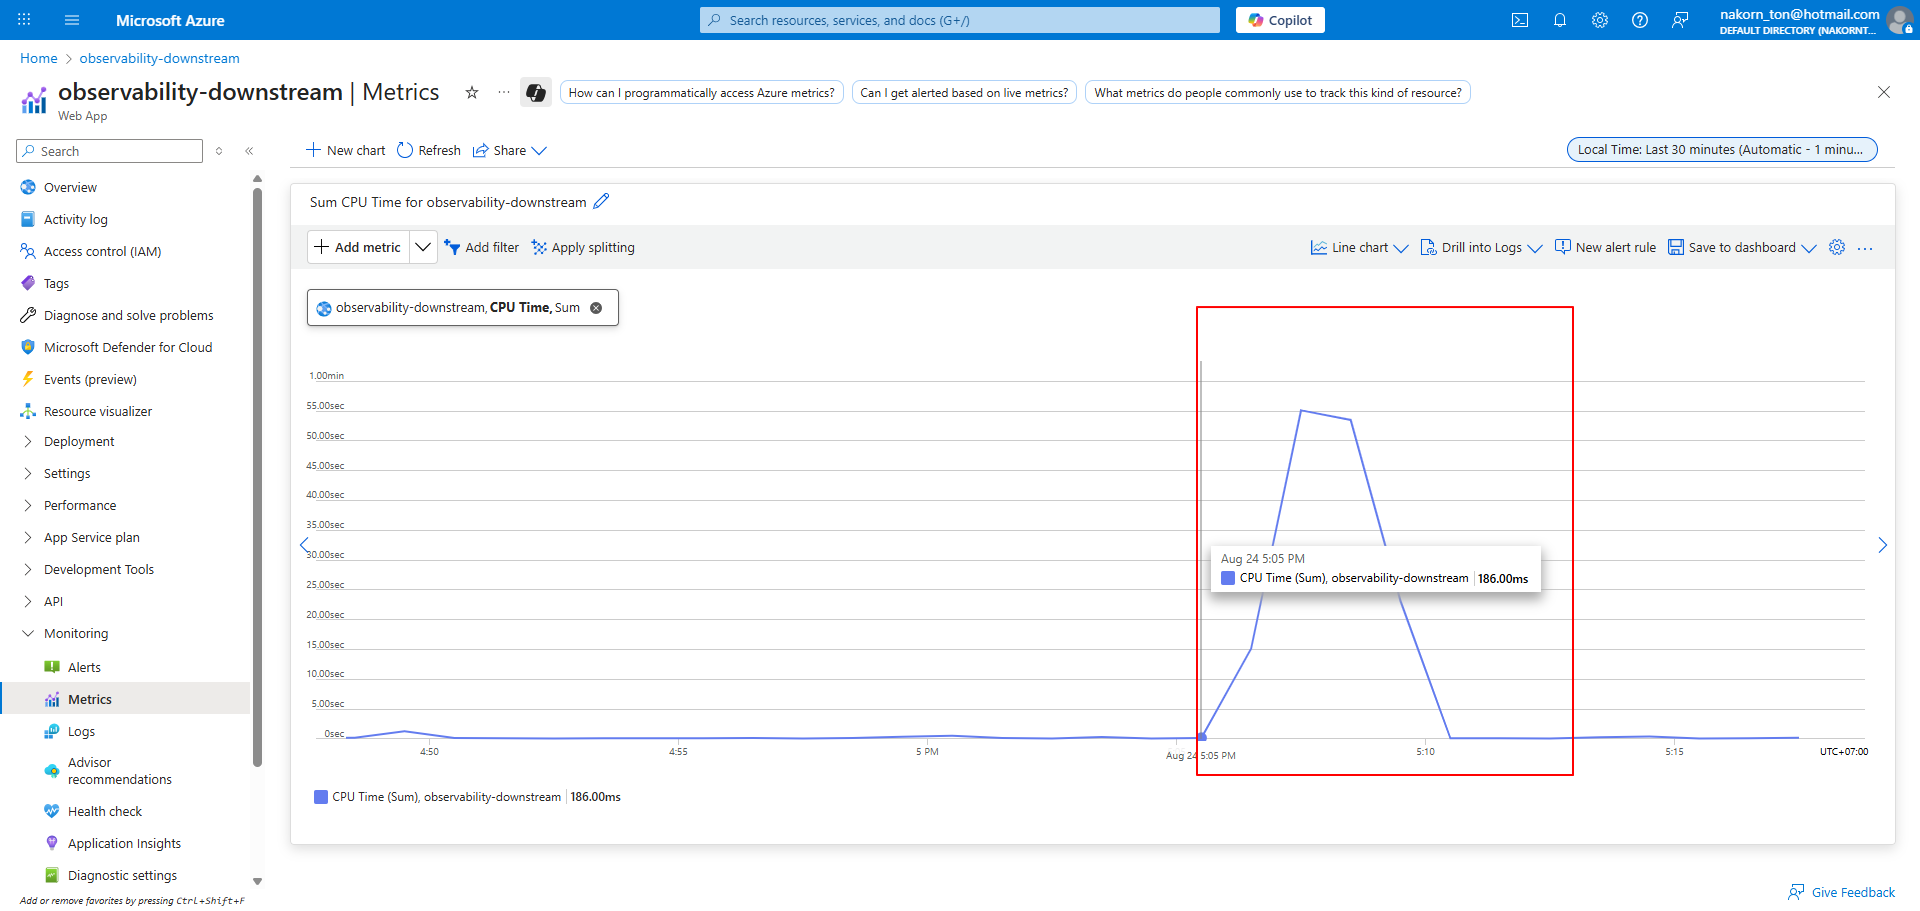 Microsoft Azure
Search resources, services, and docs (G+/)
Copilot
nakorn_ton@hotmail.com
DEFAULT DIRECTORY (NAKORNT...
Home > observability-downstream
observability-downstream | Metrics
Web App
How can I programmatically access Azure metrics?
Can I get alerted based on live metrics?
What metrics do people commonly use to track this kind of resource?
Search
Overview
Activity log
Access control (IAM)
Tags
Diagnose and solve problems
Microsoft Defender for Cloud
Events (preview)
Resource visualizer
Deployment
Settings
Performance
App Service plan
Development Tools
API
Monitoring
Alerts
Metrics
Logs
Advisor
recommendations
Health check
Application Insights
Diagnostic settings
Add or remove favorites by pressing Ctrl+Shift+F
New chart
Refresh
Share
Local Time: Last 30 minutes (Automatic - 1 minu...
Sum CPU Time for observability-downstream
Add metric
Add filter
Apply splitting
Line chart
Drill into Logs
New alert rule
Save to dashboard
observability-downstream, CPU Time, Sum
1.00min
55.00sec
50.00sec
45.00sec
40.00sec
35.00sec
30.00sec
25.00sec
20.00sec
15.00sec
10.00sec
5.00sec
0sec
Aug 24 5:05 PM
CPU Time (Sum), observability-downstream | 186.00ms
4:50
4:55
5 PM
Aug 24 5:05 PM
5:10
5:15
UTC+07:00
CPU Time (Sum), observability-downstream | 186.00ms
Give Feedback